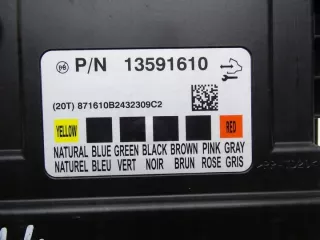 P/N 13591610
(20T) 871610B2432309C2
YELLOW RED
NATURAL BLUE GREEN BLACK BROWN PINK GRAY
NATUREL BLEU VERT NOIR BRUN ROSE GRIS